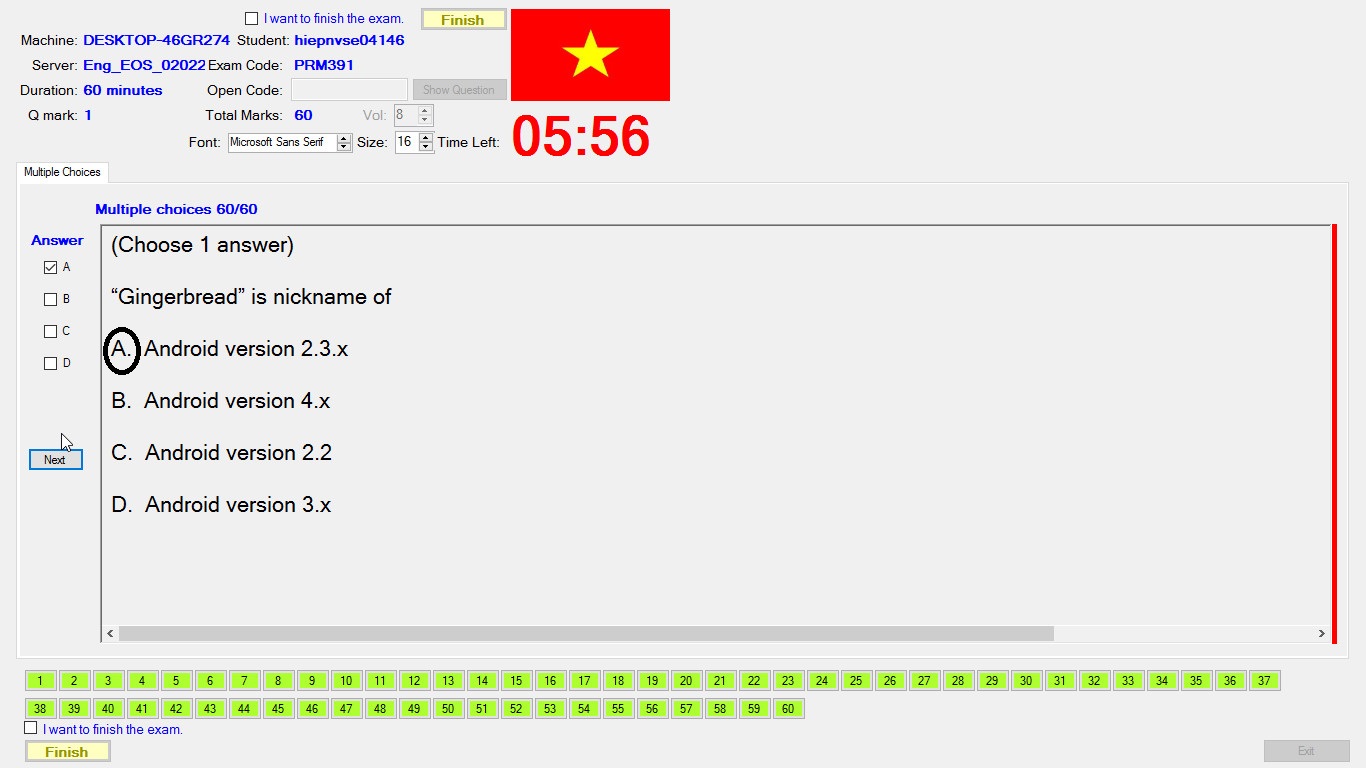 I want to finish the exam. Finish
Machine: DESKTOP-46GR274 Student: hiepnvse04146
Server: Eng_EOS_02022 Exam Code: PRM391
Duration: 60 minutes Open Code: Show Question
Q mark: 1 Total Marks: 60 Vol: 8
Font: Microsoft Sans Serif Size: 16 Time Left: 05:56
Multiple Choices
Multiple choices 60/60
Answer
A
B
C
D
Next
(Choose 1 answer)
“Gingerbread” is nickname of
A. Android version 2.3.x
B. Android version 4.x
C. Android version 2.2
D. Android version 3.x
1 2 3 4 5 6 7 8 9 10 11 12 13 14 15 16 17 18 19 20 21 22 23 24 25 26 27 28 29 30 31 32 33 34 35 36 37
38 39 40 41 42 43 44 45 46 47 48 49 50 51 52 53 54 55 56 57 58 59 60
I want to finish the exam.
Finish Exit